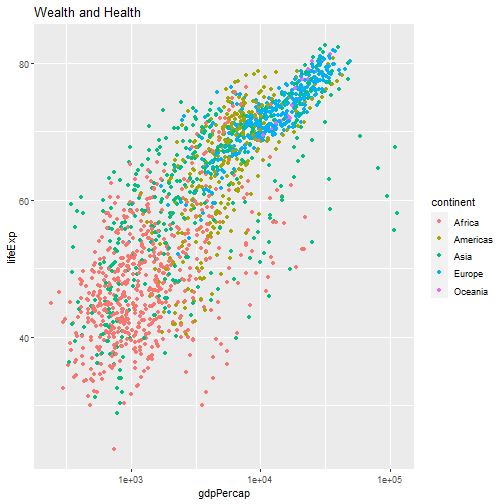 Wealth and Health
80
60
40
lifeExp
1e+03
1e+04
1e+05
gdpPercap
continent
Africa
Americas
Asia
Europe
Oceania